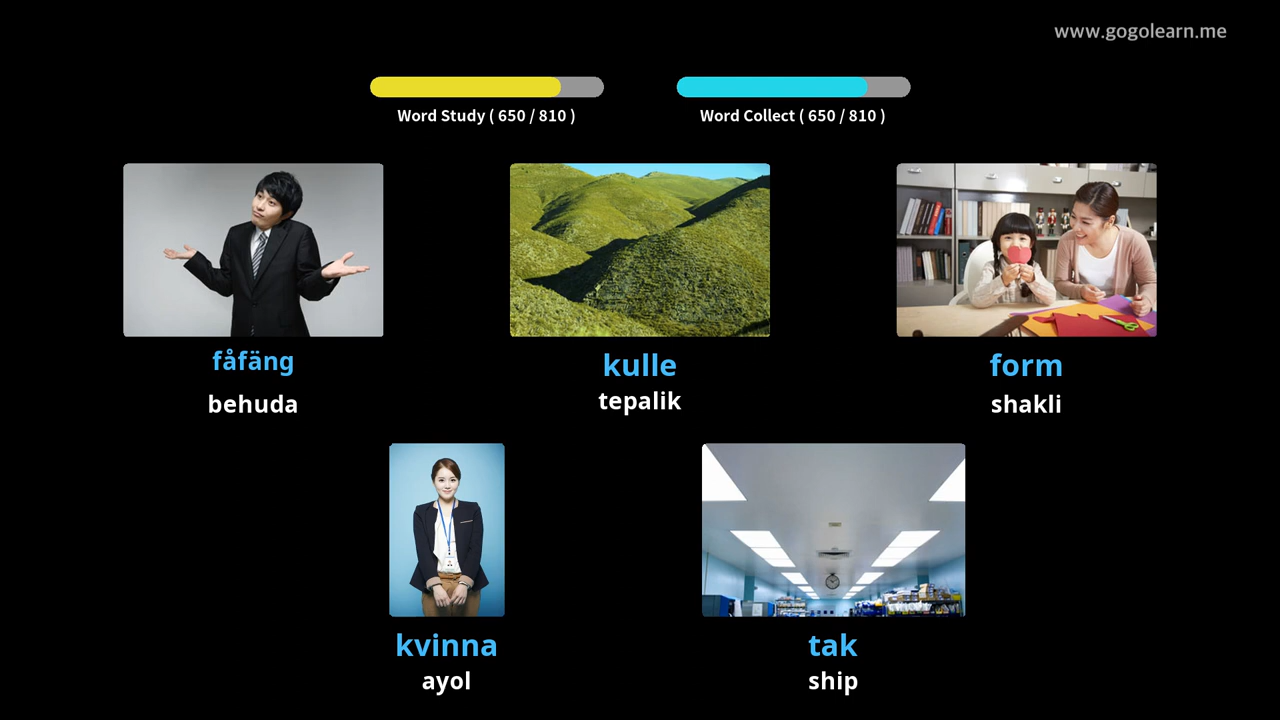 www.gogolearn.me
Word Study ( 650 / 810 )
Word Collect ( 650 / 810 )
fåfäng
behuda
kulle
tepalik
form
shakli
kvinna
ayol
tak
ship